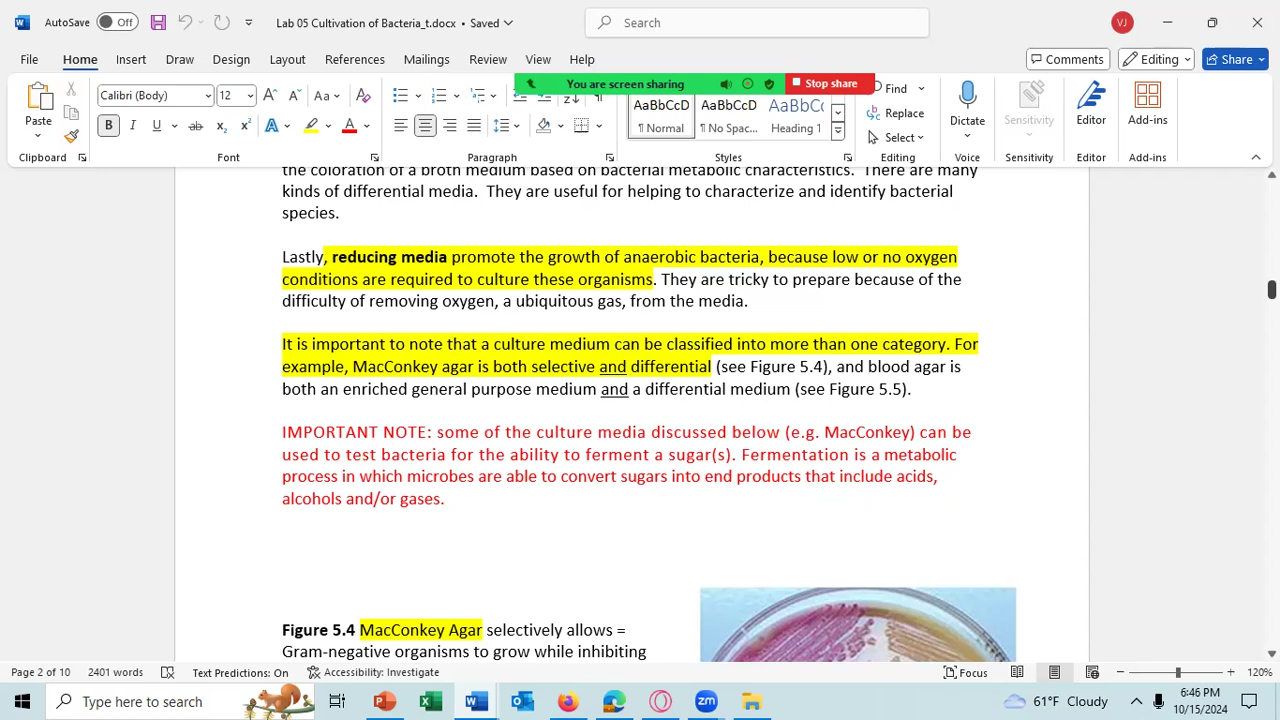 AutoSave Off Lab 05 Cultivation of Bacteria_t.docx • Saved Search VJ
File Home Insert Draw Design Layout References Mailings Review View Help Comments Editing Share
You are screen sharing Stop share
Paste Calibri (Body) 12 Aa AaBbCcD AaBbCcD AaBbCc Find Replace Select Dictate Sensitivity Editor Add-ins
B I U ab x₂ x² A A ¶ Normal ¶ No Spac... Heading 1
Clipboard Font Paragraph Styles Editing Voice Sensitivity Editor Add-ins
the coloration of a broth medium based on bacterial metabolic characteristics. There are many
kinds of differential media. They are useful for helping to characterize and identify bacterial
species.
Lastly, reducing media promote the growth of anaerobic bacteria, because low or no oxygen
conditions are required to culture these organisms. They are tricky to prepare because of the
difficulty of removing oxygen, a ubiquitous gas, from the media.
It is important to note that a culture medium can be classified into more than one category. For
example, MacConkey agar is both selective and differential (see Figure 5.4), and blood agar is
both an enriched general purpose medium and a differential medium (see Figure 5.5).
IMPORTANT NOTE: some of the culture media discussed below (e.g. MacConkey) can be
used to test bacteria for the ability to ferment a sugar(s). Fermentation is a metabolic
process in which microbes are able to convert sugars into end products that include acids,
alcohols and/or gases.
Figure 5.4 MacConkey Agar selectively allows =
Gram-negative organisms to grow while inhibiting
Page 2 of 10 2401 words Text Predictions: On Accessibility: Investigate Focus 120%
Type here to search 61°F Cloudy 6:46 PM
10/15/2024